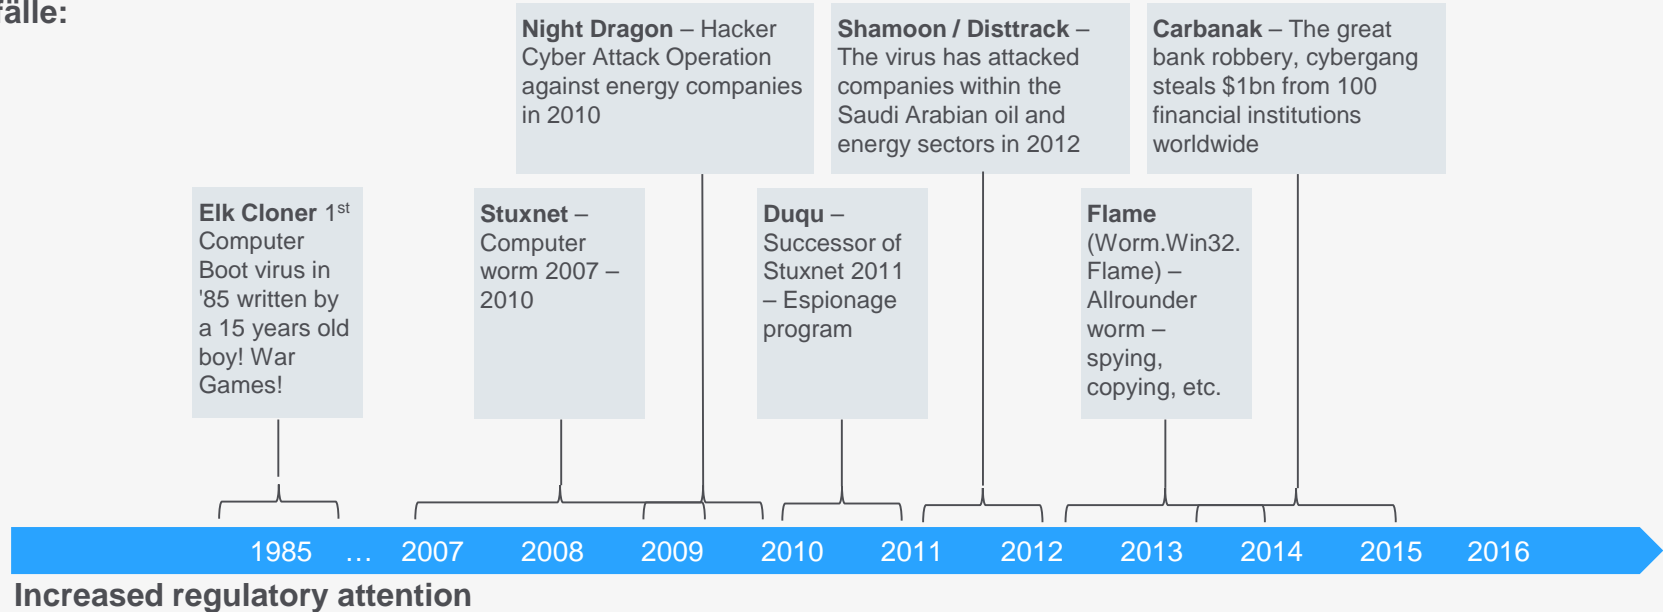 fälle:
Night Dragon – Hacker
Cyber Attack Operation
against energy companies
in 2010
Shamoon / Disttrack –
The virus has attacked
companies within the
Saudi Arabian oil and
energy sectors in 2012
Carbanak – The great
bank robbery, cybergang
steals $1bn from 100
financial institutions
worldwide
Elk Cloner 1st
Computer
Boot virus in
'85 written by
a 15 years old
boy! War
Games!
Stuxnet –
Computer
worm 2007 –
2010
Duqu –
Successor of
Stuxnet 2011
– Espionage
program
Flame
(Worm.Win32.
Flame) –
Allrounder
worm –
spying,
copying, etc.
1985 … 2007 2008 2009 2010 2011 2012 2013 2014 2015 2016
Increased regulatory attention